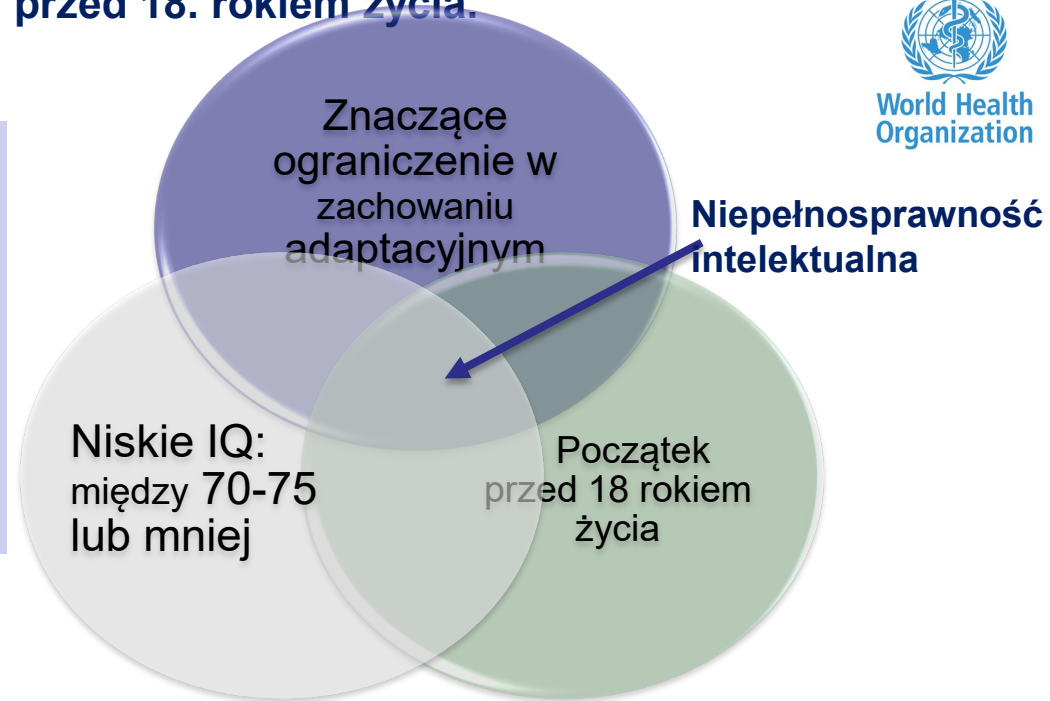 przed 18. rokiem życia.
World Health
Organization
Znaczące
ograniczenie w
zachowaniu
adaptacyjnym
Niepełnosprawność
intelektualna
Niskie IQ:
między 70-75
lub mniej
Początek
przed 18 rokiem
życia